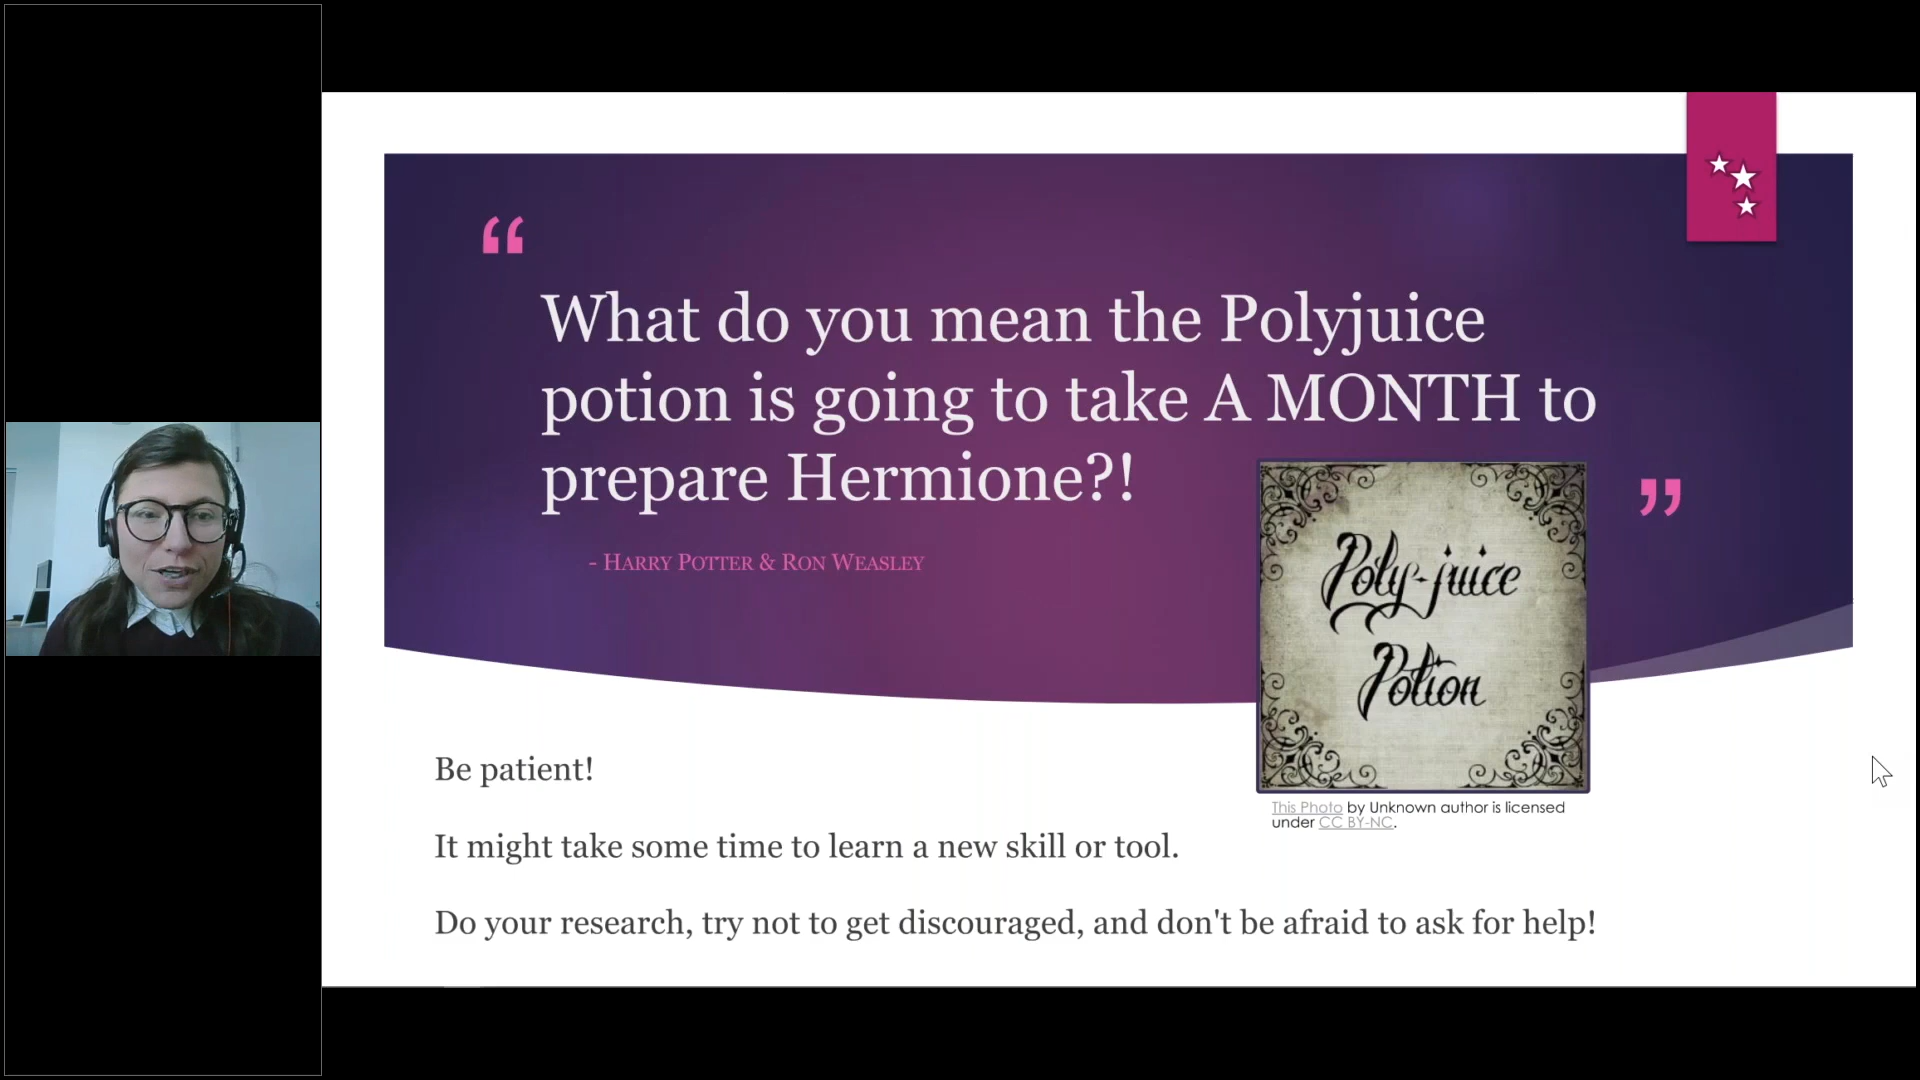 “
What do you mean the Polyjuice
potion is going to take A MONTH to
prepare Hermione?!
”
- HARRY POTTER & RON WEASLEY
Poly-juice
Potion
This Photo by Unknown author is licensed
under CC BY-NC.
Be patient!
It might take some time to learn a new skill or tool.
Do your research, try not to get discouraged, and don't be afraid to ask for help!